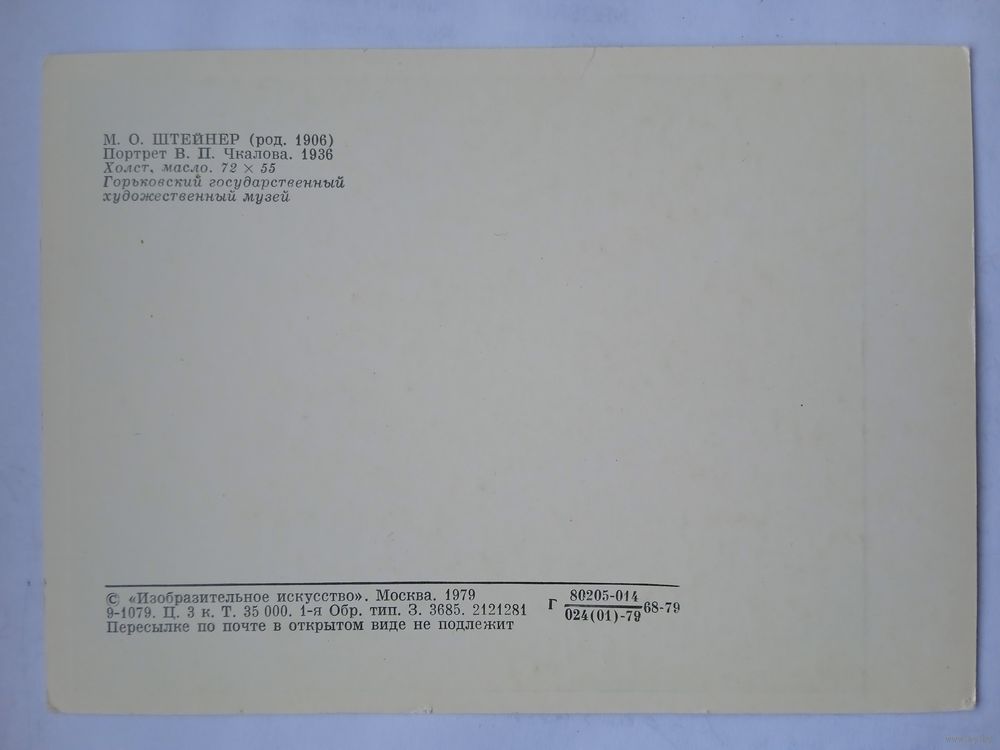 М. О. ШТЕЙНЕР (род. 1906)
Портрет В. П. Чкалова. 1936
Холст, масло. 72 × 55
Горьковский государственный
художественный музей
© «Изобразительное искусство». Москва. 1979
9-1079. Ц. 3 к. Т. 35 000. 1-я Обр. тип. З. 3685. 2121281
Пересылке по почте в открытом виде не подлежит
Г 80205-014
024(01)-79 68-79